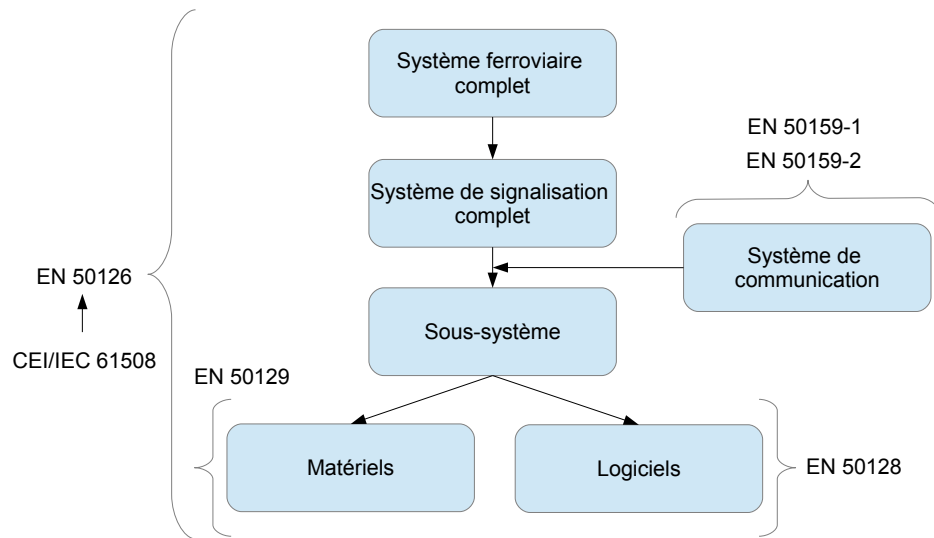 Système ferroviaire
complet
EN 50159-1
EN 50159-2
Système de signalisation
complet
Système de
communication
EN 50126
CEI/IEC 61508
Sous-système
EN 50129
Matériels
Logiciels
EN 50128